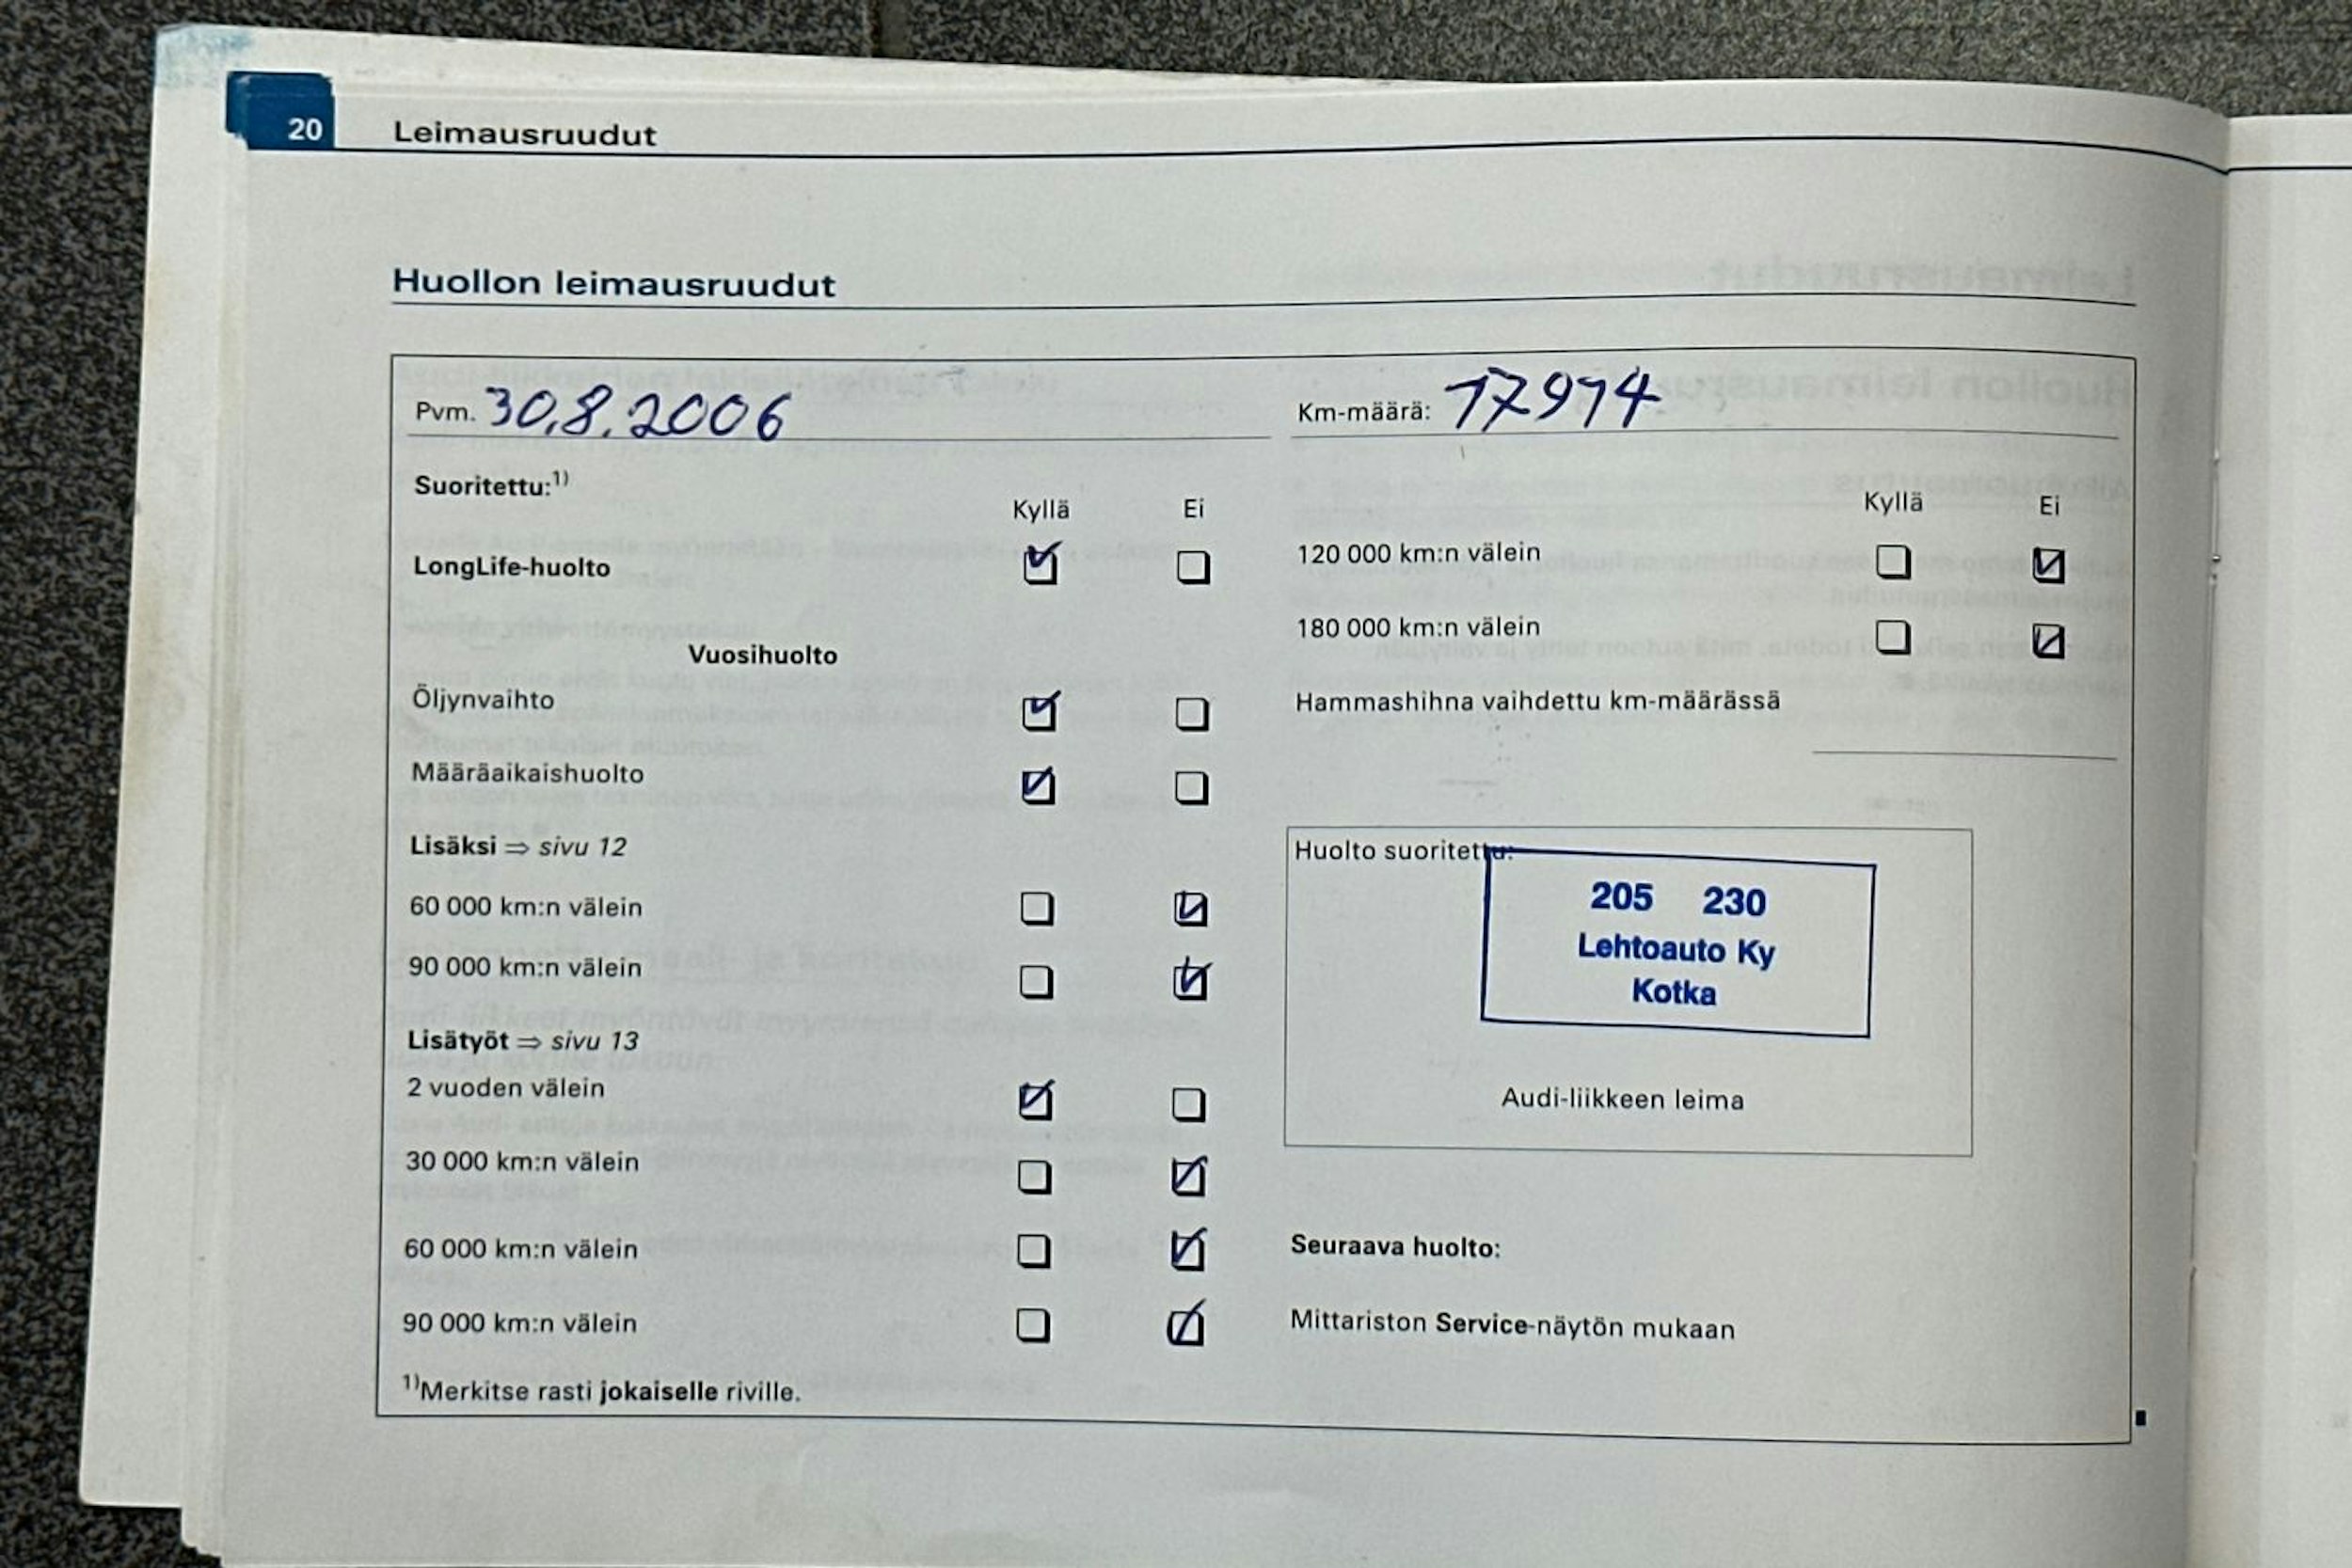 20 Leimausruudut
Huollon leimausruudut
Pvm. 30.8.2006
Suoritettu:1)
Kyllä Ei
LongLife-huolto
Vuosihuolto
Öljynvaihto
Määräaikaishuolto
Lisäksi ⇒ sivu 12
60 000 km:n välein
90 000 km:n välein
Lisätyöt ⇒ sivu 13
2 vuoden välein
30 000 km:n välein
60 000 km:n välein
90 000 km:n välein
1)Merkitse rasti jokaiselle riville.
Km-määrä: 17974
Kyllä Ei
120 000 km:n välein
180 000 km:n välein
Hammashihna vaihdettu km-määrässä
Huolto suoritettu:
205 230
Lehtoauto Ky
Kotka
Audi-liikkeen leima
Seuraava huolto:
Mittariston Service-näytön mukaan